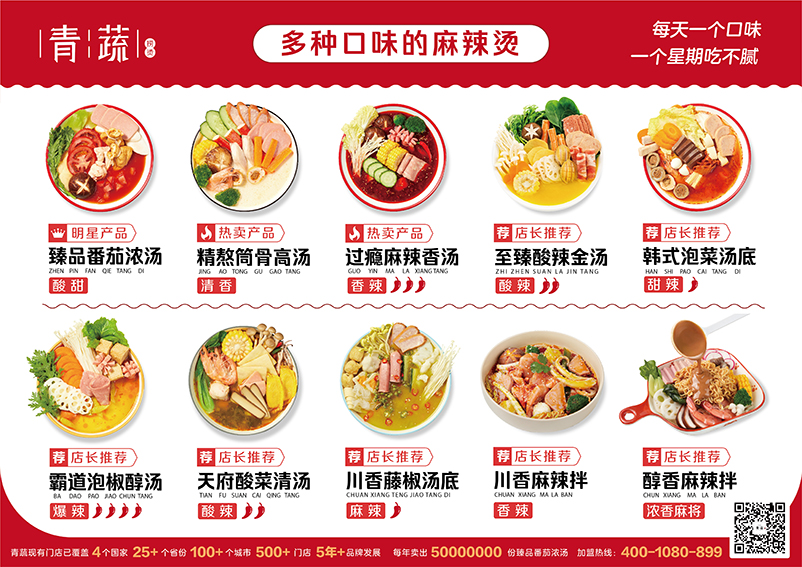 青蔬
多种口味的麻辣烫
每天一个口味
一个星期吃不腻
明星产品
臻品番茄浓汤
ZHEN PIN FAN QIE TANG DI
酸甜
热卖产品
精熬筒骨高汤
JING AO TONG GU GAO TANG
清香
热卖产品
过瘾麻辣香汤
GUO YIN MA LA XIANG TANG
香辣
荐 店长推荐
至臻酸辣金汤
ZHI ZHEN SUAN LA JIN TANG
酸辣
荐 店长推荐
韩式泡菜汤底
HAN SHI PAO CAI TANG DI
甜辣
荐 店长推荐
霸道泡椒醇汤
BA DAO PAO JIAO CHUN TANG
爆辣
荐 店长推荐
天府酸菜清汤
TIAN FU SUAN CAI QING TANG
酸辣
荐 店长推荐
川香藤椒汤底
CHUAN XIANG TENG JIAO TANG DI
麻辣
荐 店长推荐
川香麻辣拌
CHUAN XIANG MA LA BAN
香辣
荐 店长推荐
醇香麻辣拌
CHUN XIANG MA LA BAN
浓香麻将
青蔬现有门店已覆盖 4个国家 25+个省份 100+个城市 500+门店 5年+品牌发展 每年卖出 50000000 份臻品番茄浓汤 加盟热线：400-1080-899